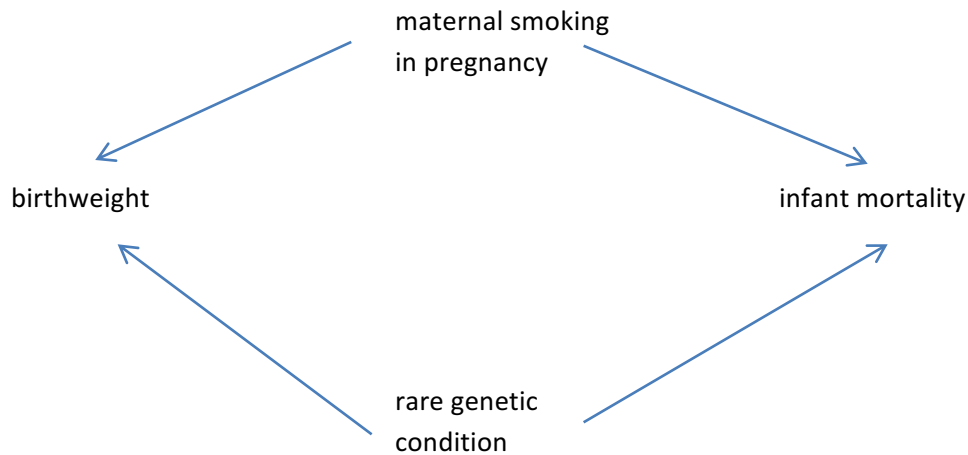 maternal smoking
in pregnancy
birthweight
infant mortality
rare genetic
condition